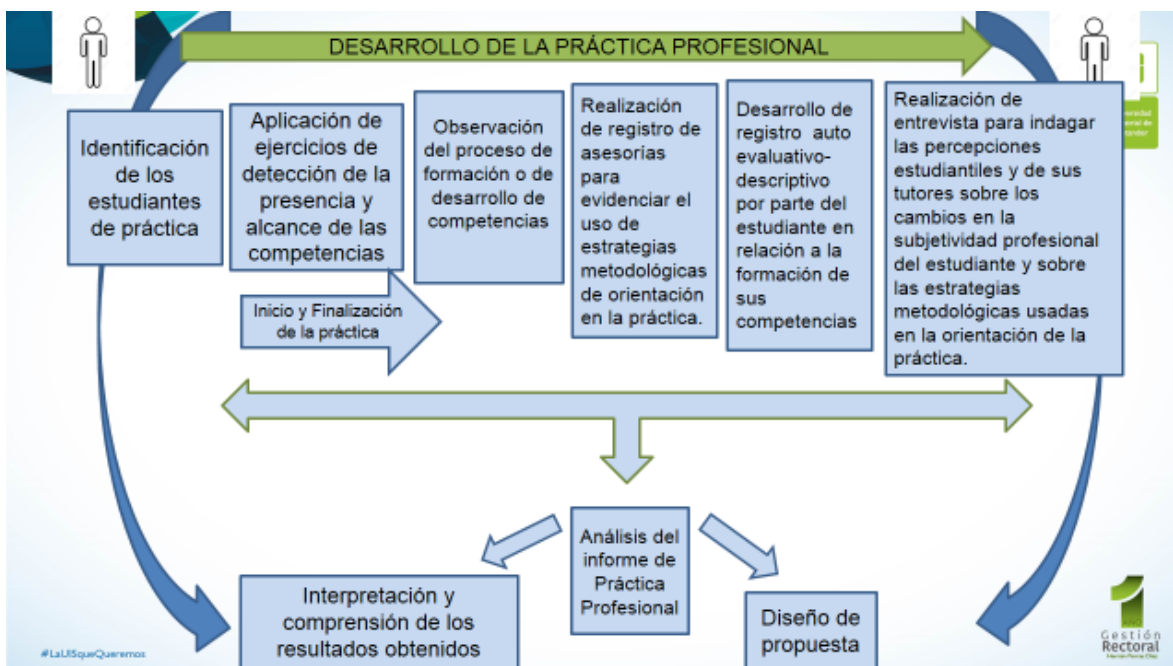 DESARROLLO DE LA PRÁCTICA PROFESIONAL
Identificación
de los
estudiantes
de práctica
Aplicación de
ejercicios de
detección de la
presencia y
alcance de las
competencias
Inicio y Finalización
de la práctica
Observación
del proceso de
formación o de
desarrollo de
competencias
Realización
de registro de
asesorías
para
evidenciar el
uso de
estrategias
metodológicas
de orientación
en la práctica.
Desarrollo de
registro auto
evaluativo-
descriptivo
por parte del
estudiante en
relación a la
formación de
sus
competencias
Realización de
entrevista para indagar
las percepciones
estudiantiles y de sus
tutores sobre los
cambios en la
subjetividad profesional
del estudiante y sobre
las estrategias
metodológicas usadas
en la orientación de la
práctica.
Análisis del
informe de
Práctica
Profesional
Interpretación y
comprensión de los
resultados obtenidos
Diseño de
propuesta
#LaUISqueQueremos
1
AÑO
Gestión
Rectoral